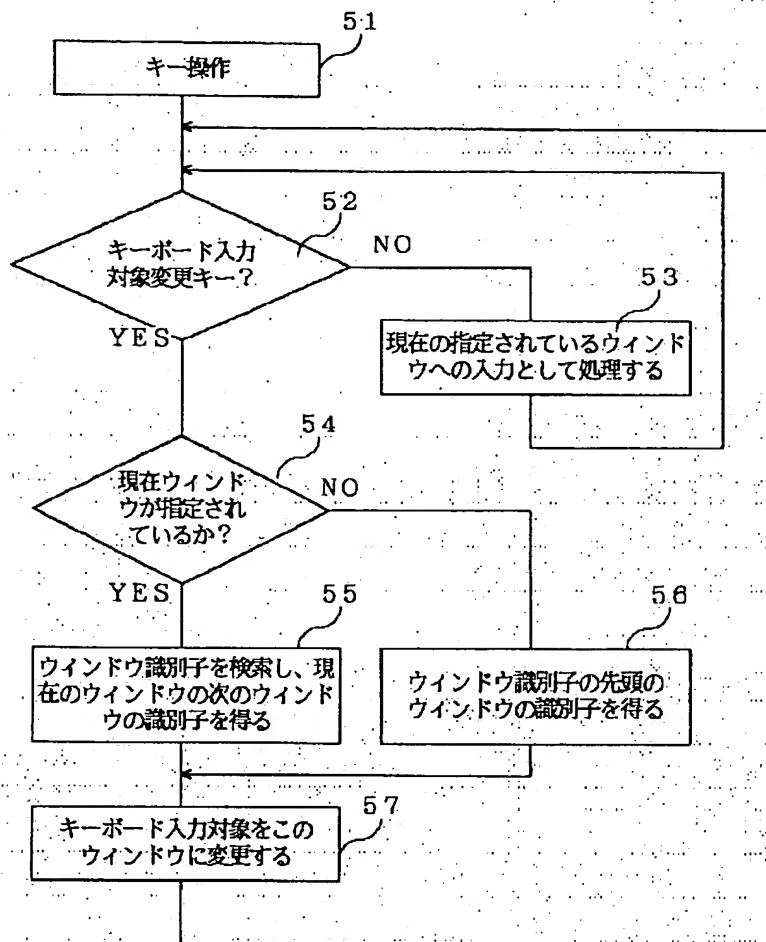 51
キー操作
52
キーボード入力
対象変更キー?
NO
YES
53
現在の指定されているウィンド
ウへの入力として処理する
54
現在ウィンド
ウが指定され
ているか?
NO
YES
55
ウィンドウ識別子を検索し、現
在のウィンドウの次のウィンド
ウの識別子を得る
56
ウィンドウ識別子の先頭の
ウィンドウの識別子を得る
57
キーボード入力対象をこの
ウィンドウに変更する